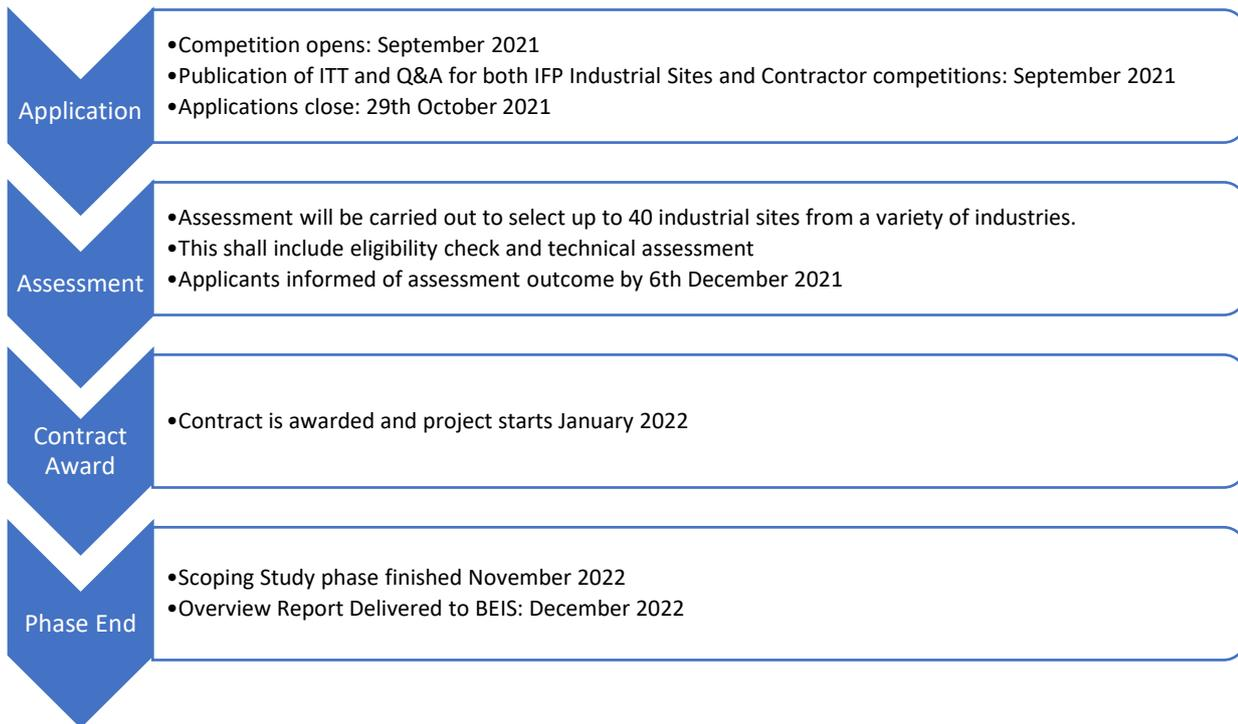 Application
•Competition opens: September 2021
•Publication of ITT and Q&A for both IFP Industrial Sites and Contractor competitions: September 2021
•Applications close: 29th October 2021
Assessment
•Assessment will be carried out to select up to 40 industrial sites from a variety of industries.
•This shall include eligibility check and technical assessment
•Applicants informed of assessment outcome by 6th December 2021
Contract
Award
•Contract is awarded and project starts January 2022
Phase End
•Scoping Study phase finished November 2022
•Overview Report Delivered to BEIS: December 2022